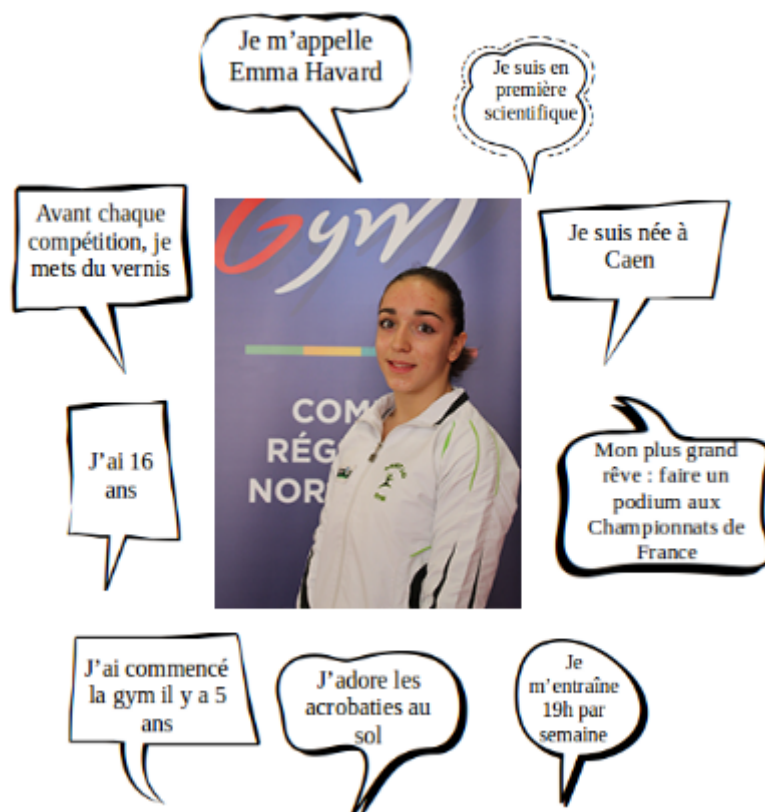 Je m’appelle
Emma Havard
Je suis en
première
scientifique
Avant chaque
compétition, je
mets du vernis
Je suis née à
Caen
Gym
COM
RÉG
NOR
J’ai 16
ans
Mon plus grand
rêve : faire un
podium aux
Championnats de
France
J’ai commencé
la gym il y a 5
ans
J’adore les
acrobaties au
sol
Je
m’entraîne
19h par
semaine